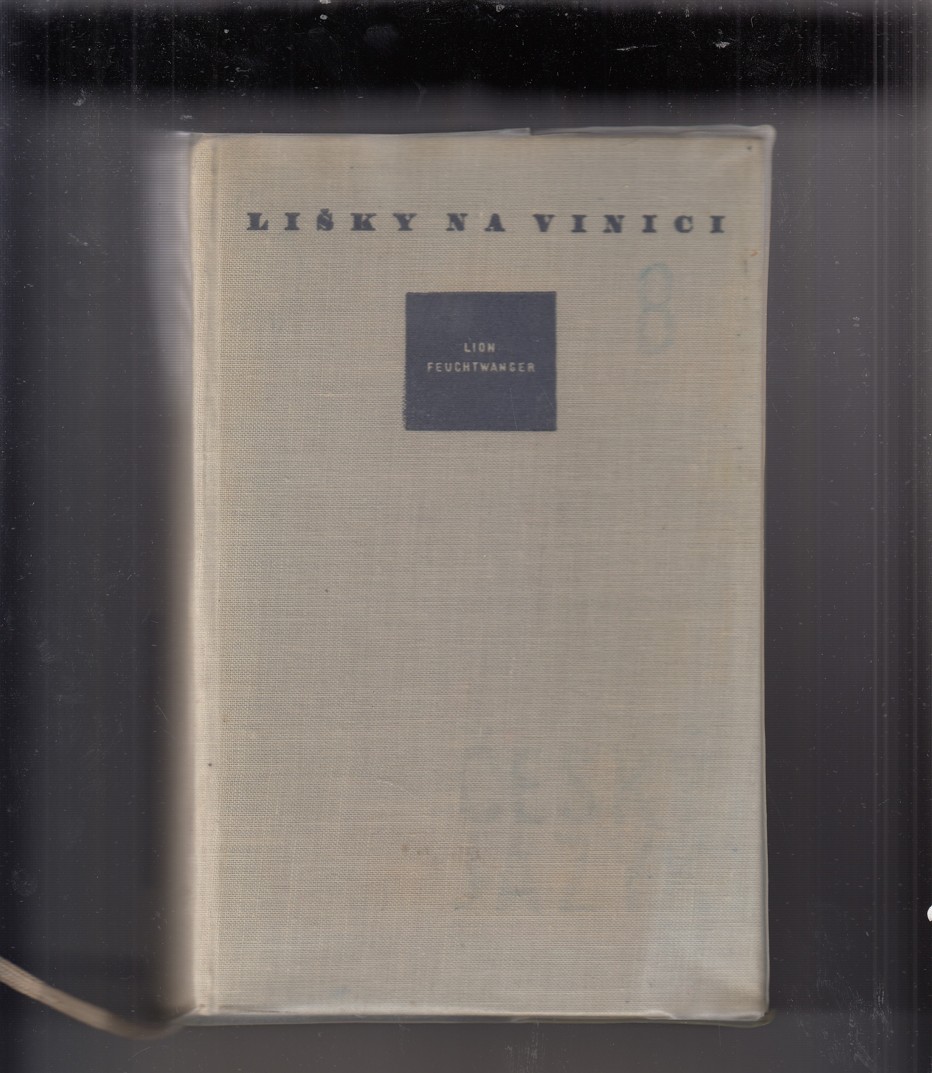 LIŠKY NA VINICI
8
LION
FEUCHTWANGER